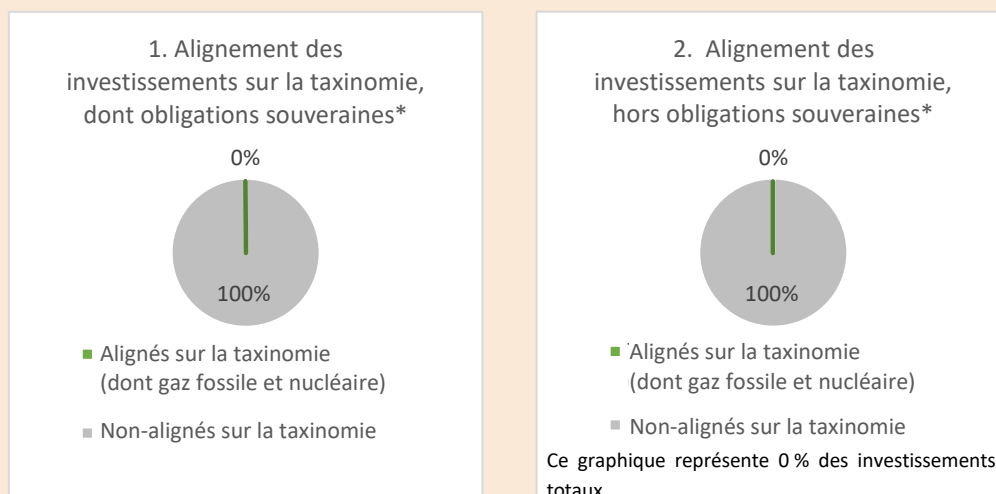 1. Alignement des
investissements sur la taxinomie,
dont obligations souveraines*
0%
100%
Alignés sur la taxinomie
(dont gaz fossile et nucléaire)
Non-alignés sur la taxinomie
2. Alignement des
investissements sur la taxinomie,
hors obligations souveraines*
0%
100%
Alignés sur la taxinomie
(dont gaz fossile et nucléaire)
Non-alignés sur la taxinomie
Ce graphique représente 0 % des investissements
totaux